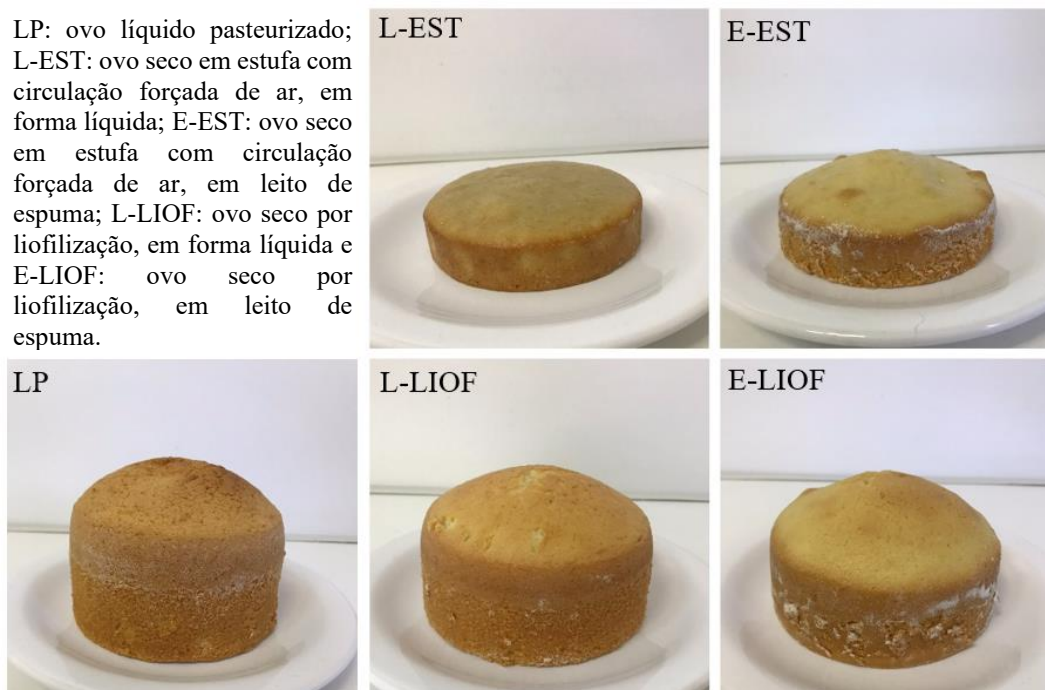 LP: ovo líquido pasteurizado;
L-EST: ovo seco em estufa com
circulação forçada de ar, em
forma líquida; E-EST: ovo seco
em estufa com circulação
forçada de ar, em leito de
espuma; L-LIOF: ovo seco por
liofilização, em forma líquida e
E-LIOF: ovo seco por
liofilização, em leito de
espuma.
L-EST
E-EST
LP
L-LIOF
E-LIOF